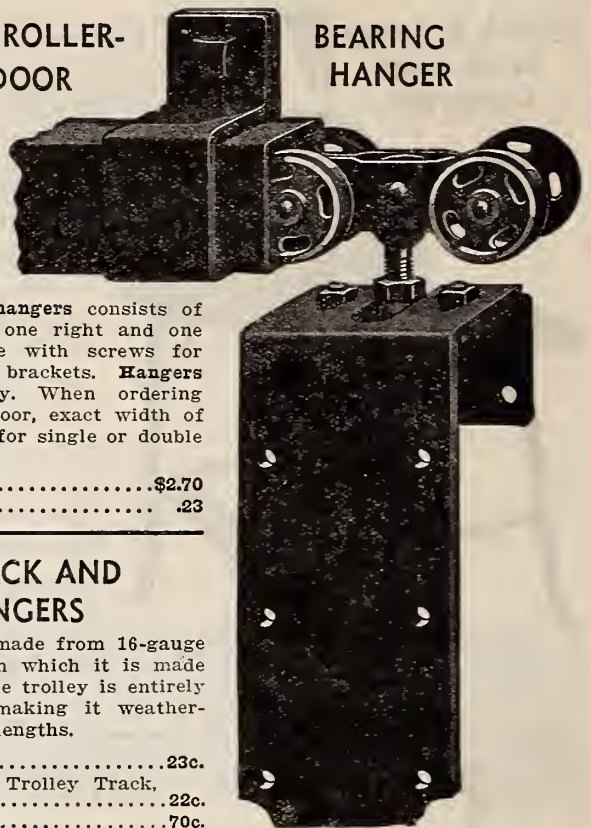 ROLLER-
DOOR
BEARING
HANGER
hangers consists of
one right and one
with screws for
brackets. Hangers
When ordering
oor, exact width of
for single or double
$2.70
.23
CK AND
NGERS
made from 16-gauge
which it is made
trolley is entirely
making it weather-
lengths.
23c.
Trolley Track,
22c.
70c.